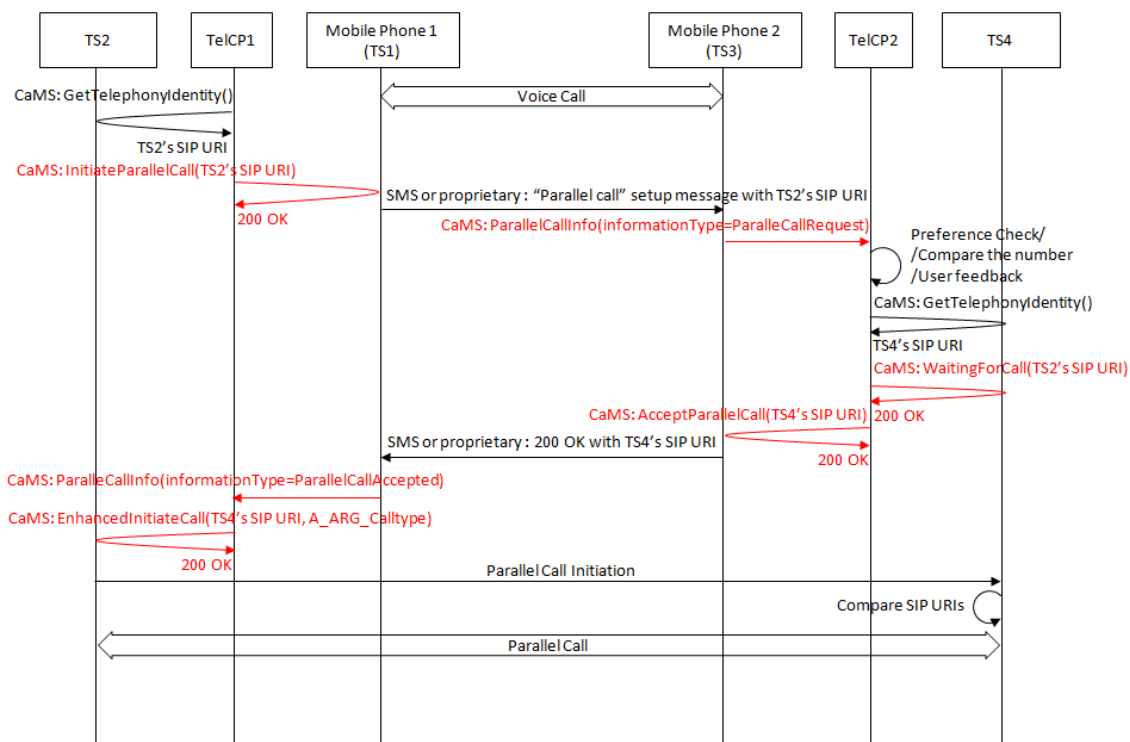 TS2
TelCP1
Mobile Phone 1
(TS1)
Mobile Phone 2
(TS3)
TelCP2
TS4
CaMS: GetTelephonyIdentity()
Voice Call
TS2's SIP URI
CaMS: InitiateParallelCall(TS2's SIP URI)
SMS or proprietary : "Parallel call" setup message with TS2's SIP URI
200 OK
CaMS: ParallelCallInfo(informationType=ParalleCallRequest)
Preference Check/
/Compare the number
/User feedback
CaMS: GetTelephonyIdentity()
TS4's SIP URI
CaMS: WaitingForCall(TS2's SIP URI)
CaMS: AcceptParallelCall(TS4's SIP URI)
200 OK
SMS or proprietary : 200 OK with TS4's SIP URI
200 OK
CaMS: ParalleCallInfo(informationType=ParallelCallAccepted)
CaMS: EnhancedInitiateCall(TS4's SIP URI, A_ARG_Calltype)
200 OK
Parallel Call Initiation
Compare SIP URIs
Parallel Call